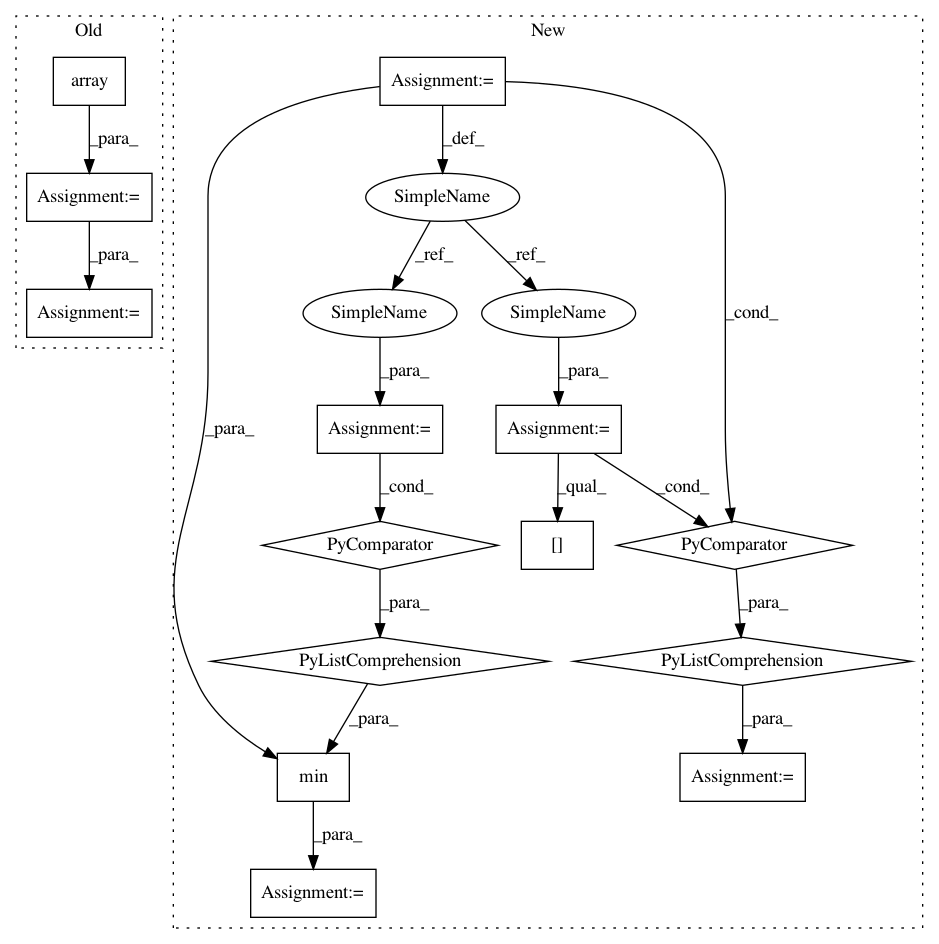 Old
New
array
Assignment:=
_para_
_def_
Assignment:=
SimpleName
_para_
_ref_
_ref_
Assignment:=
SimpleName
SimpleName
_cond_
_para_
_para_
_para_
Assignment:=
Assignment:=
_cond_
_qual_
_cond_
PyComparator
[]
PyComparator
_para_
_para_
PyListComprehension
PyListComprehension
_para_
_para_
min
Assignment:=
_para_
Assignment:=